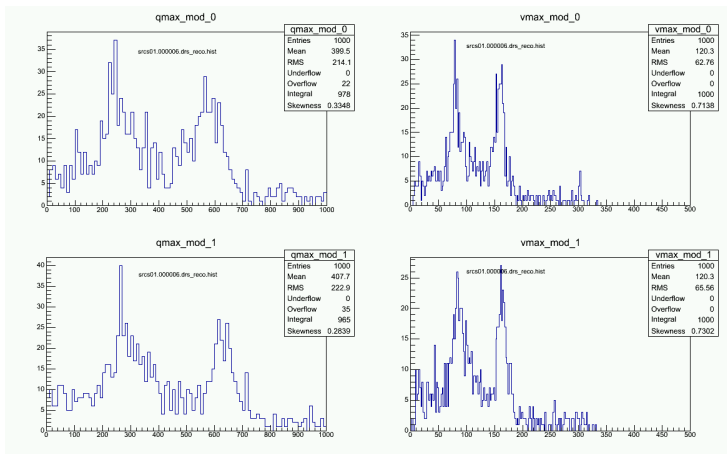 qmax_mod_0
qmax_mod_0
Entries 1000
Mean 399.5
RMS 214.1
Underflow 0
Overflow 22
Integral 978
Skewness 0.3348
srcs01.000006.drs_reco.hist
35
30
25
20
15
10
5
0
0 100 200 300 400 500 600 700 800 900 1000
vmax_mod_0
vmax_mod_0
Entries 1000
Mean 120.3
RMS 62.76
Underflow 0
Overflow 0
Integral 1000
Skewness 0.7138
srcs01.000006.drs_reco.hist
35
30
25
20
15
10
5
0
0 50 100 150 200 250 300 350 400 450 500
qmax_mod_1
qmax_mod_1
Entries 1000
Mean 407.7
RMS 222.9
Underflow 0
Overflow 35
Integral 965
Skewness 0.2839
srcs01.000006.drs_reco.hist
40
35
30
25
20
15
10
5
0
0 100 200 300 400 500 600 700 800 900 1000
vmax_mod_1
vmax_mod_1
Entries 1000
Mean 120.3
RMS 65.56
Underflow 0
Overflow 0
Integral 1000
Skewness 0.7302
srcs01.000006.drs_reco.hist
25
20
15
10
5
0
0 50 100 150 200 250 300 350 400 450 500